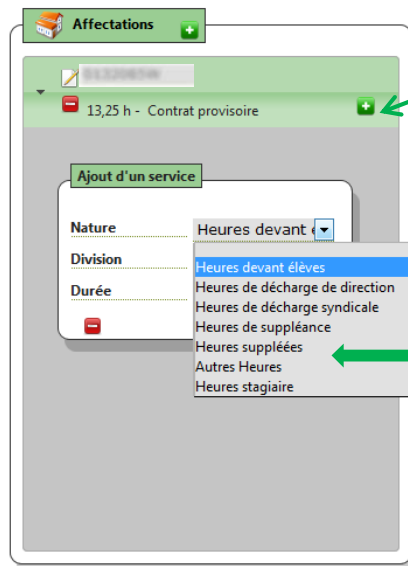 Affectations
13,25 h - Contrat provisoire
Ajout d'un service
Nature
Heures devant
Division
Durée
Heures devant élèves
Heures de décharge de direction
Heures de décharge syndicale
Heures de suppléance
Heures suppléées
Autres Heures
Heures stagiaire